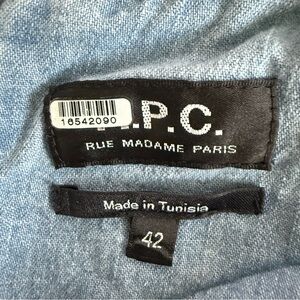 .P.C.
16542090
RUE MADAME PARIS
Made in Tunisia
42